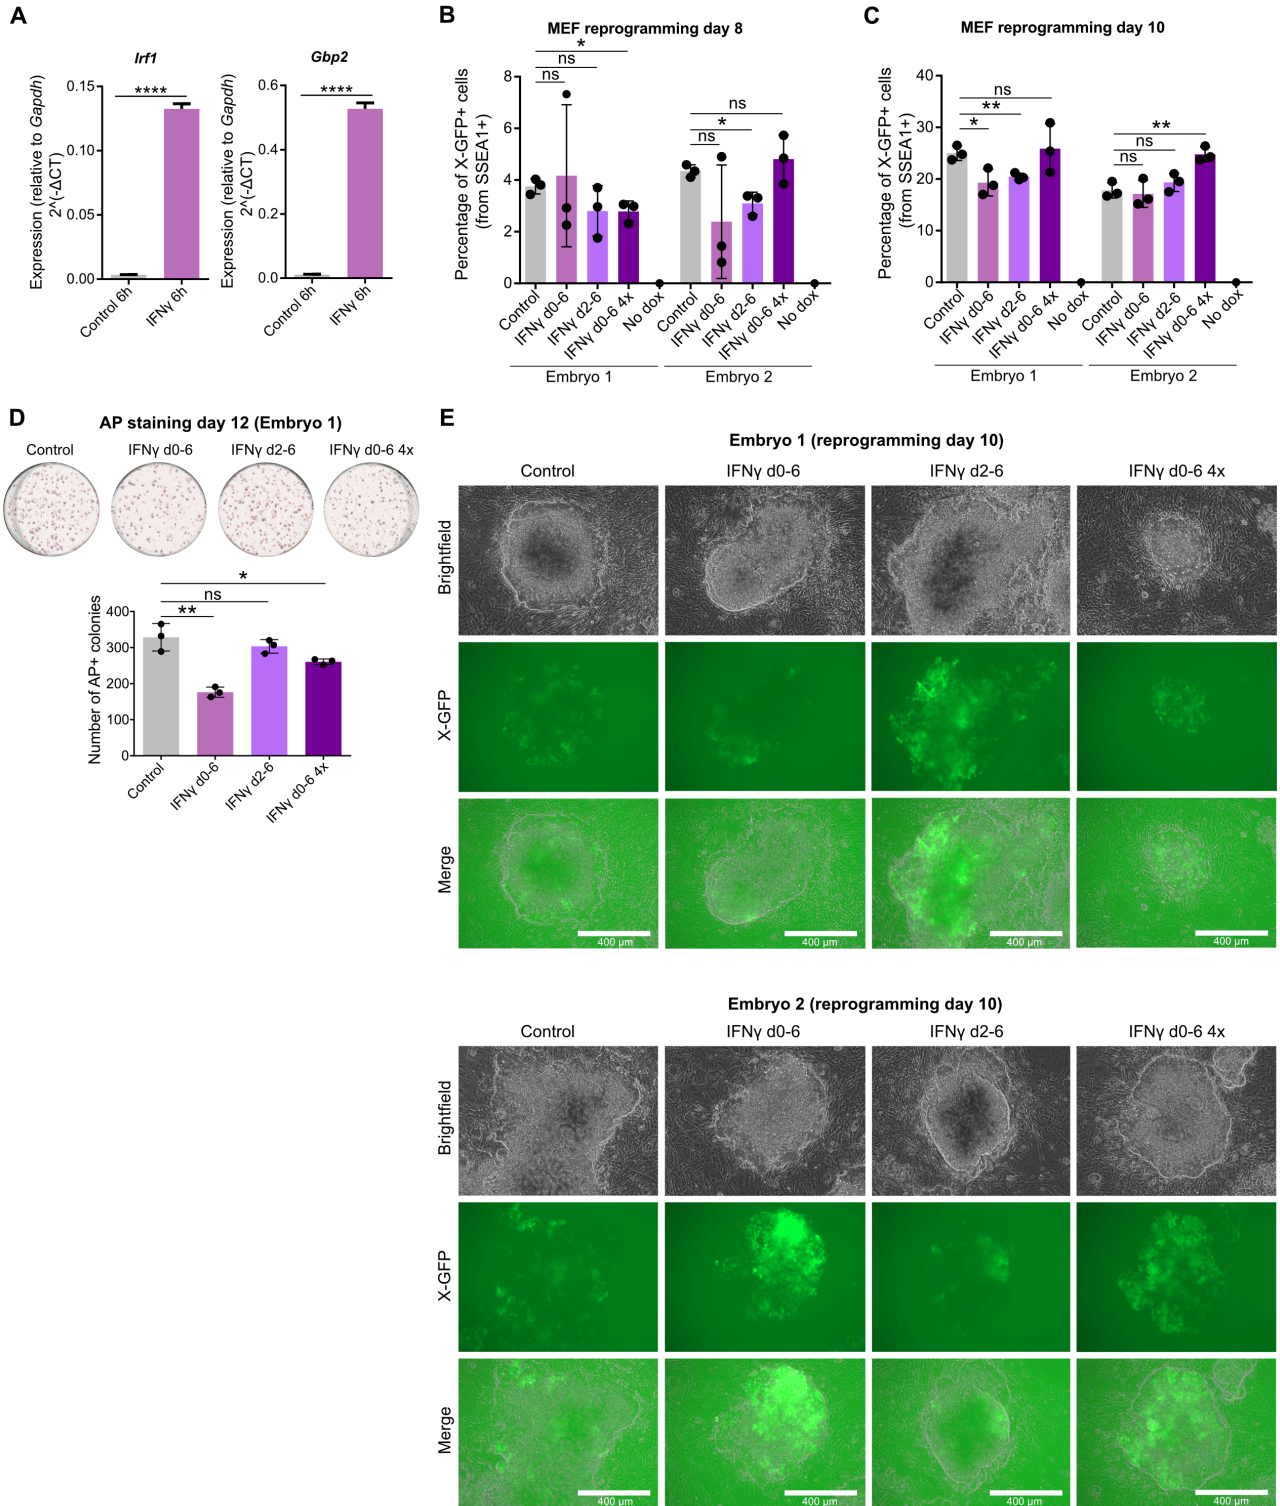 A
Irf1
Expression (relative to Gapdh)
2^(-ΔCT)
0.15
0.10
0.05
0.00
****
Control 6h
IFNγ 6h
Gbp2
Expression (relative to Gapdh)
2^(-ΔCT)
0.6
0.4
0.2
0.0
****
Control 6h
IFNγ 6h
B
MEF reprogramming day 8
Percentage of X-GFP+ cells
(from SSEA1+)
8
6
4
2
0
*
ns
ns
ns
*
ns
Control
IFNγ d0-6
IFNγ d2-6
IFNγ d0-6 4x
No dox
Control
IFNγ d0-6
IFNγ d2-6
IFNγ d0-6 4x
No dox
Embryo 1
Embryo 2
C
MEF reprogramming day 10
Percentage of X-GFP+ cells
(from SSEA1+)
40
30
20
10
0
ns
**
*
**
ns
ns
Control
IFNγ d0-6
IFNγ d2-6
IFNγ d0-6 4x
No dox
Control
IFNγ d0-6
IFNγ d2-6
IFNγ d0-6 4x
No dox
Embryo 1
Embryo 2
D
AP staining day 12 (Embryo 1)
Control
IFNγ d0-6
IFNγ d2-6
IFNγ d0-6 4x
Number of AP+ colonies
400
300
200
100
0
*
ns
**
Control
IFNγ d0-6
IFNγ d2-6
IFNγ d0-6 4x
E
Embryo 1 (reprogramming day 10)
Control
IFNγ d0-6
IFNγ d2-6
IFNγ d0-6 4x
Brightfield
X-GFP
Merge
400 µm
400 µm
400 µm
400 µm
Embryo 2 (reprogramming day 10)
Control
IFNγ d0-6
IFNγ d2-6
IFNγ d0-6 4x
Brightfield
X-GFP
Merge
400 µm
400 µm
400 µm
400 µm